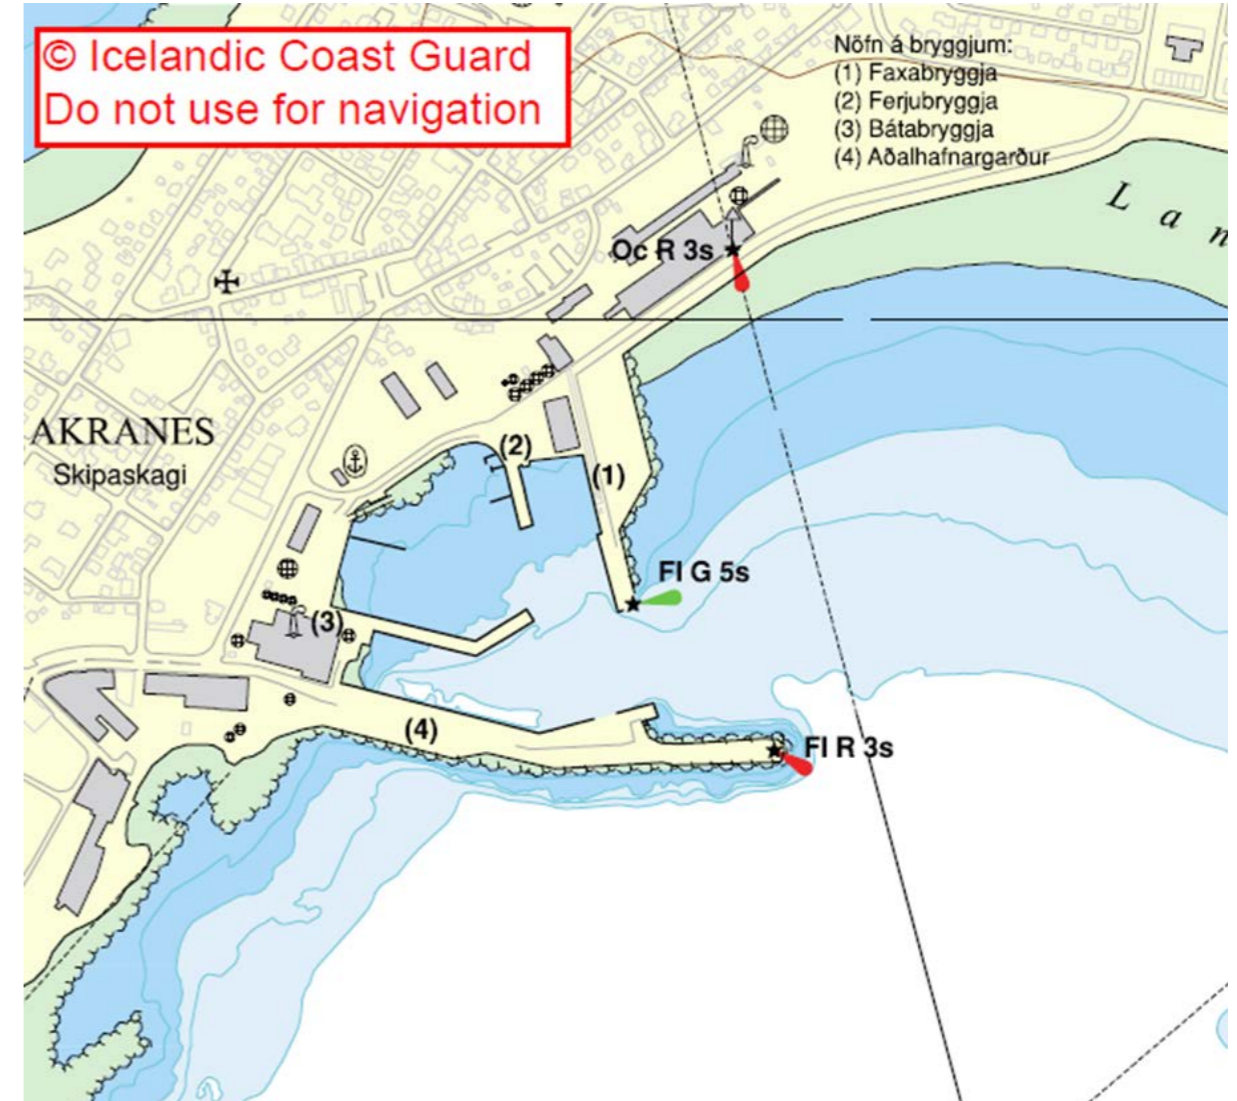 © Icelandic Coast Guard
Do not use for navigation
Nöfn á bryggjum:
(1) Faxabryggja
(2) Ferjubryggja
(3) Bátabryggja
(4) Aðalhafnargarður
L a n
Oc R 3s
AKRANES
Skipaskagi
(2)
(1)
Fl G 5s
(3)
(4)
Fl R 3s